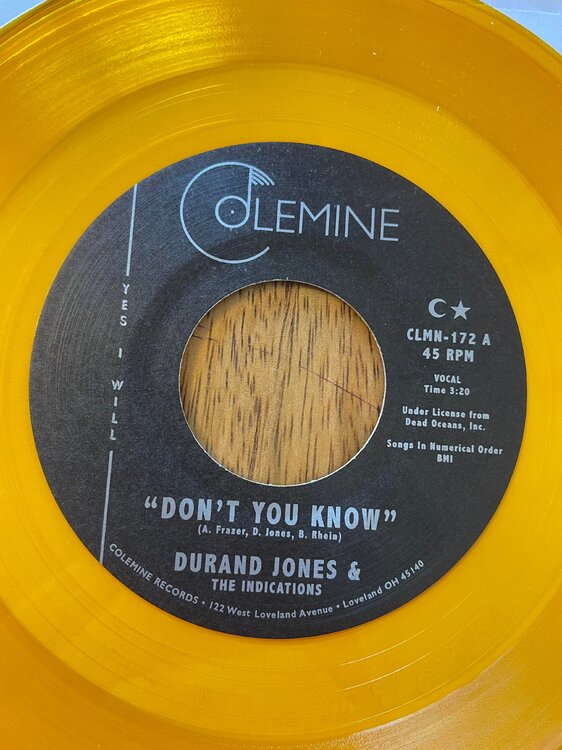 COLEMINE
YES I WILL
CLMN-172 A
45 RPM
VOCAL
Time 3:20
Under License from
Dead Oceans, Inc.
Songs In Numerical Order
BMI
“DON'T YOU KNOW”
(A. Frazer, D. Jones, B. Rhein)
DURAND JONES &
THE INDICATIONS
COLEMINE RECORDS • 122 West Loveland Avenue • Loveland OH 45140